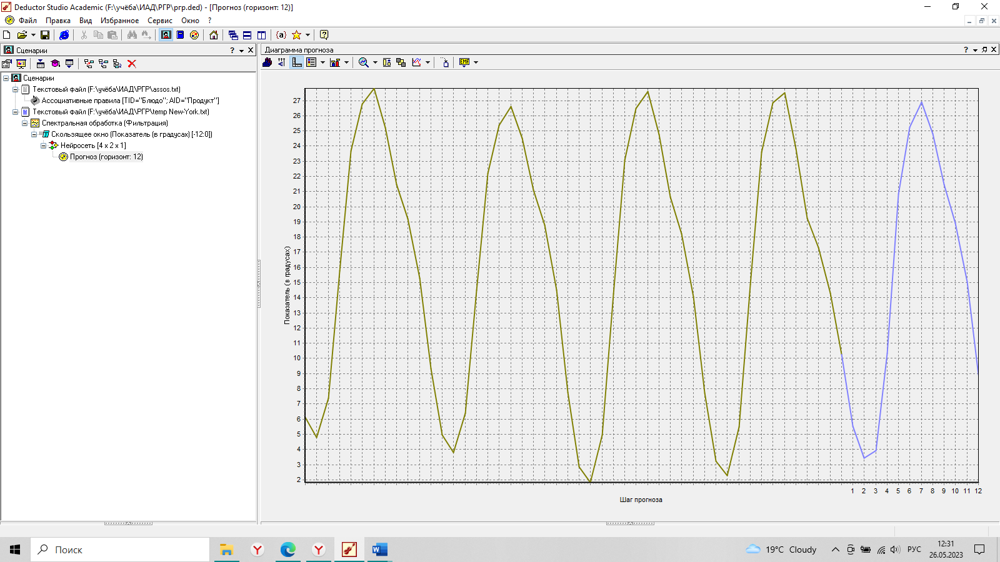 Deductor Studio Academic (F:\учёба\ИАД\РГР\ргр.ded) - [Прогноз (горизонт: 12)]
Файл Правка Вид Избранное Сервис Окно ?
Сценарии ?
Диаграмма прогноза ?
Сценарии
Текстовый файл (F:\учёба\ИАД\РГР\assos.txt)
Ассоциативные правила [TID="Блюдо"; AID="Продукт"]
Текстовый файл (F:\учёба\ИАД\РГР\temp New-York.txt)
Спектральная обработка (Фильтрация)
Скользящее окно (Показатель (в градусах) [-12:0])
Нейросеть [4 x 2 x 1]
Прогноз (горизонт: 12)
EMF
27
26
25
24
23
22
21
20
19
18
17
16
15
14
13
12
11
10
9
8
7
6
5
4
3
2
Показатель (в градусах)
1 2 3 4 5 6 7 8 9 10 11 12
Шаг прогноза
Поиск
19°C Cloudy
РУС
12:31
26.05.2023